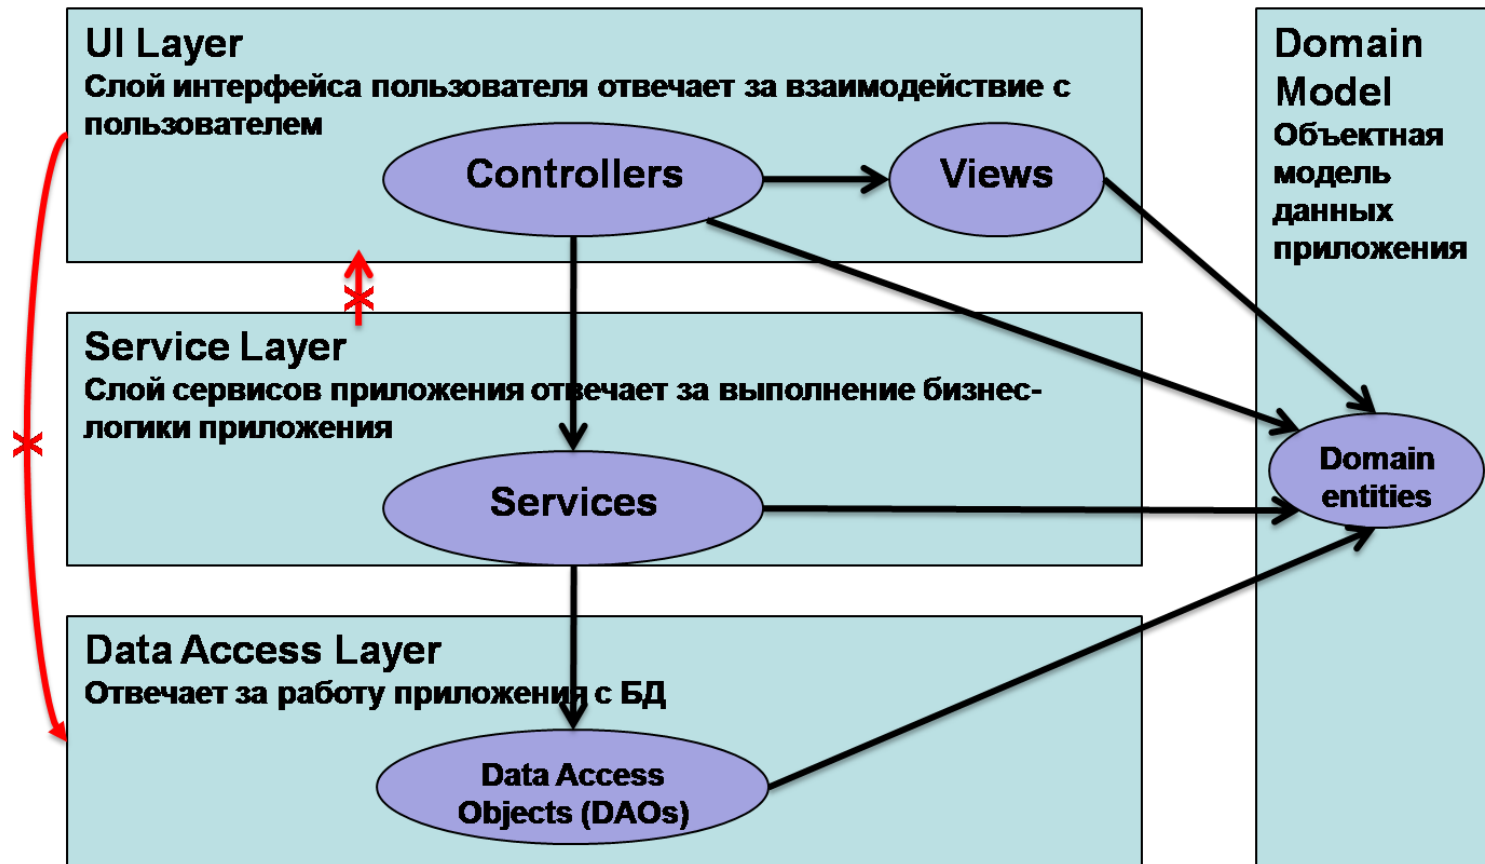 UI Layer
Слой интерфейса пользователя отвечает за взаимодействие с
пользователем
Controllers
Views
Service Layer
Слой сервисов приложения отвечает за выполнение бизнес-
логики приложения
Services
Data Access Layer
Отвечает за работу приложения с БД
Data Access
Objects (DAOs)
Domain
Model
Объектная
модель
данных
приложения
Domain
entities